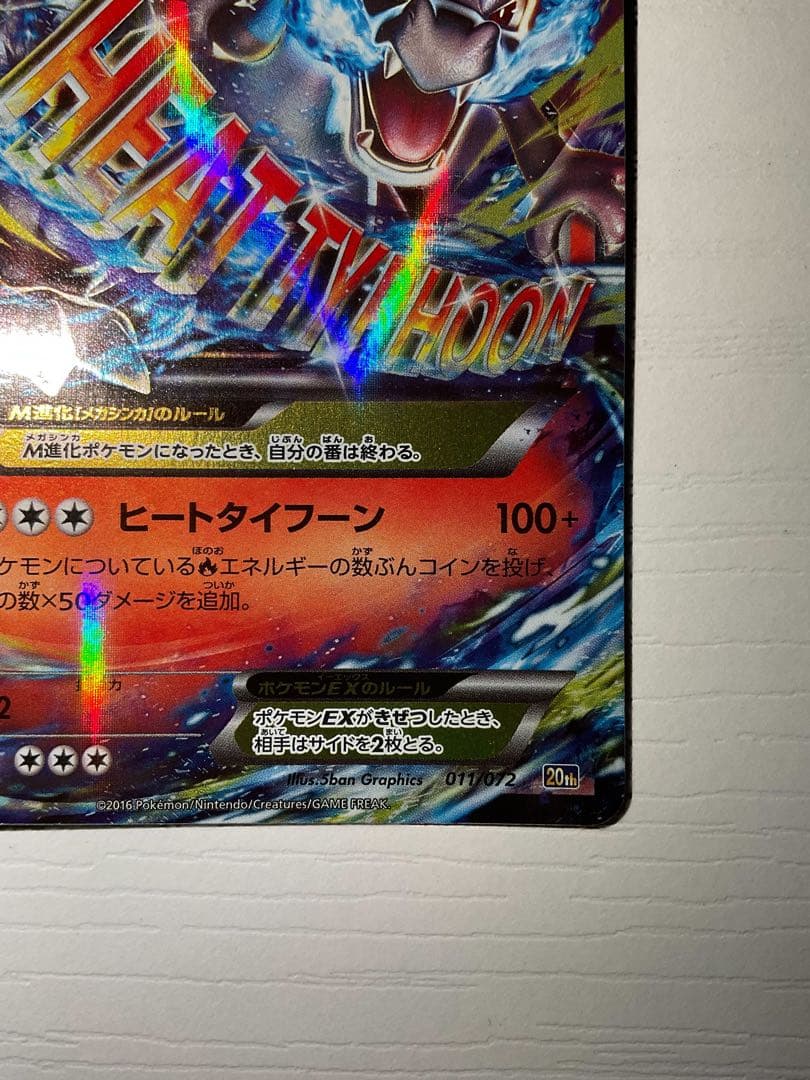 HEAT TYPHOON
M進化[メガシンカ]のルール
M進化ポケモンになったとき、自分の番は終わる。
ヒートタイフーン 100+
ケモンについているエネルギーの数ぶんコインを投げ、
の数×50ダメージを追加。
2
ポケモンEXのルール
ポケモンEXがきぜつしたとき、
相手はサイドを2枚とる。
Illus.5ban Graphics 011/072 20th
©2016 Pokémon/Nintendo/Creatures/GAME FREAK.